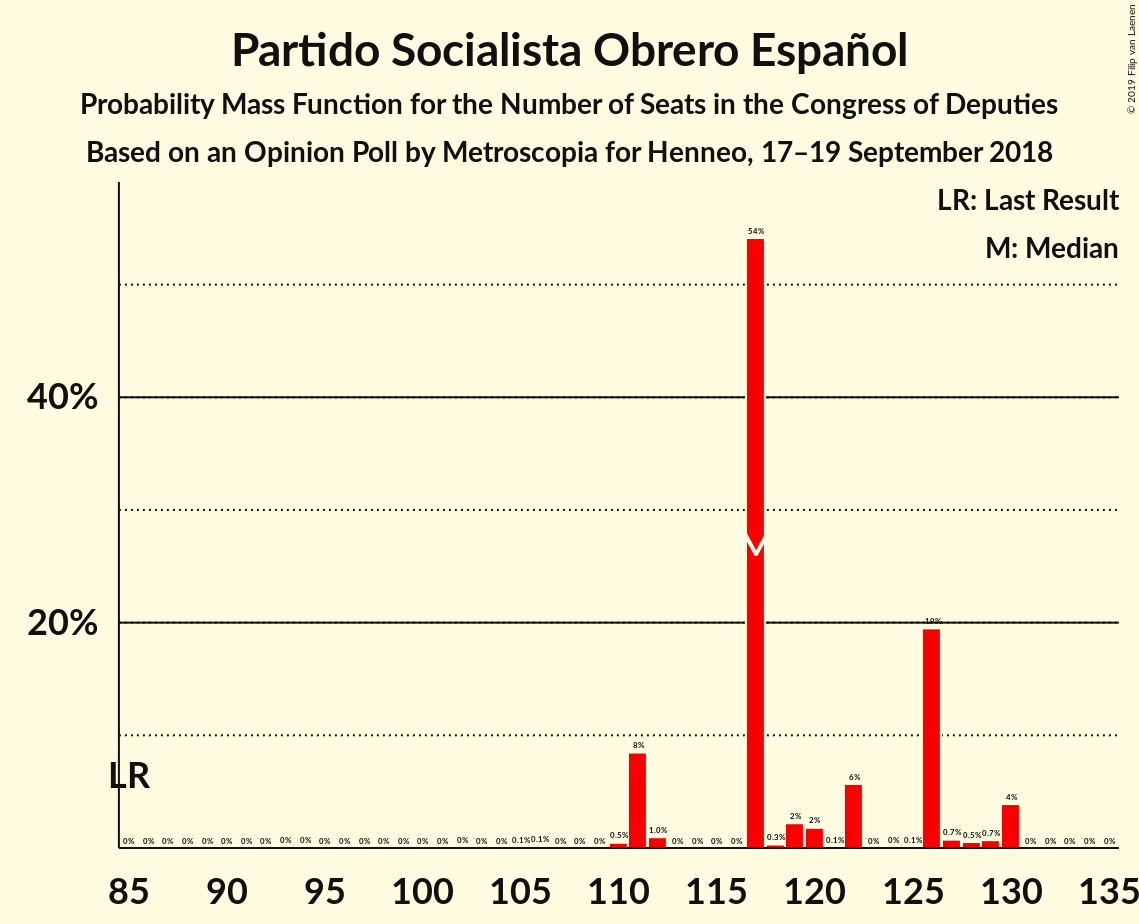 Partido Socialista Obrero Español
Probability Mass Function for the Number of Seats in the Congress of Deputies
Based on an Opinion Poll by Metroscopia for Henneo, 17–19 September 2018
© 2019 Filip van Laenen
LR: Last Result
M: Median
40%
20%
LR
0% 0% 0% 0% 0% 0% 0% 0% 0% 0% 0% 0% 0% 0% 0% 0% 0% 0% 0% 0% 0.1% 0.1% 0% 0% 0% 0.5% 8% 1.0% 0% 0% 0% 0% 54% 0.3% 2% 2% 0.1% 6% 0% 0% 0.1% 19% 0.7% 0.5% 0.7% 4% 0% 0% 0% 0% 0%
85 90 95 100 105 110 115 120 125 130 135